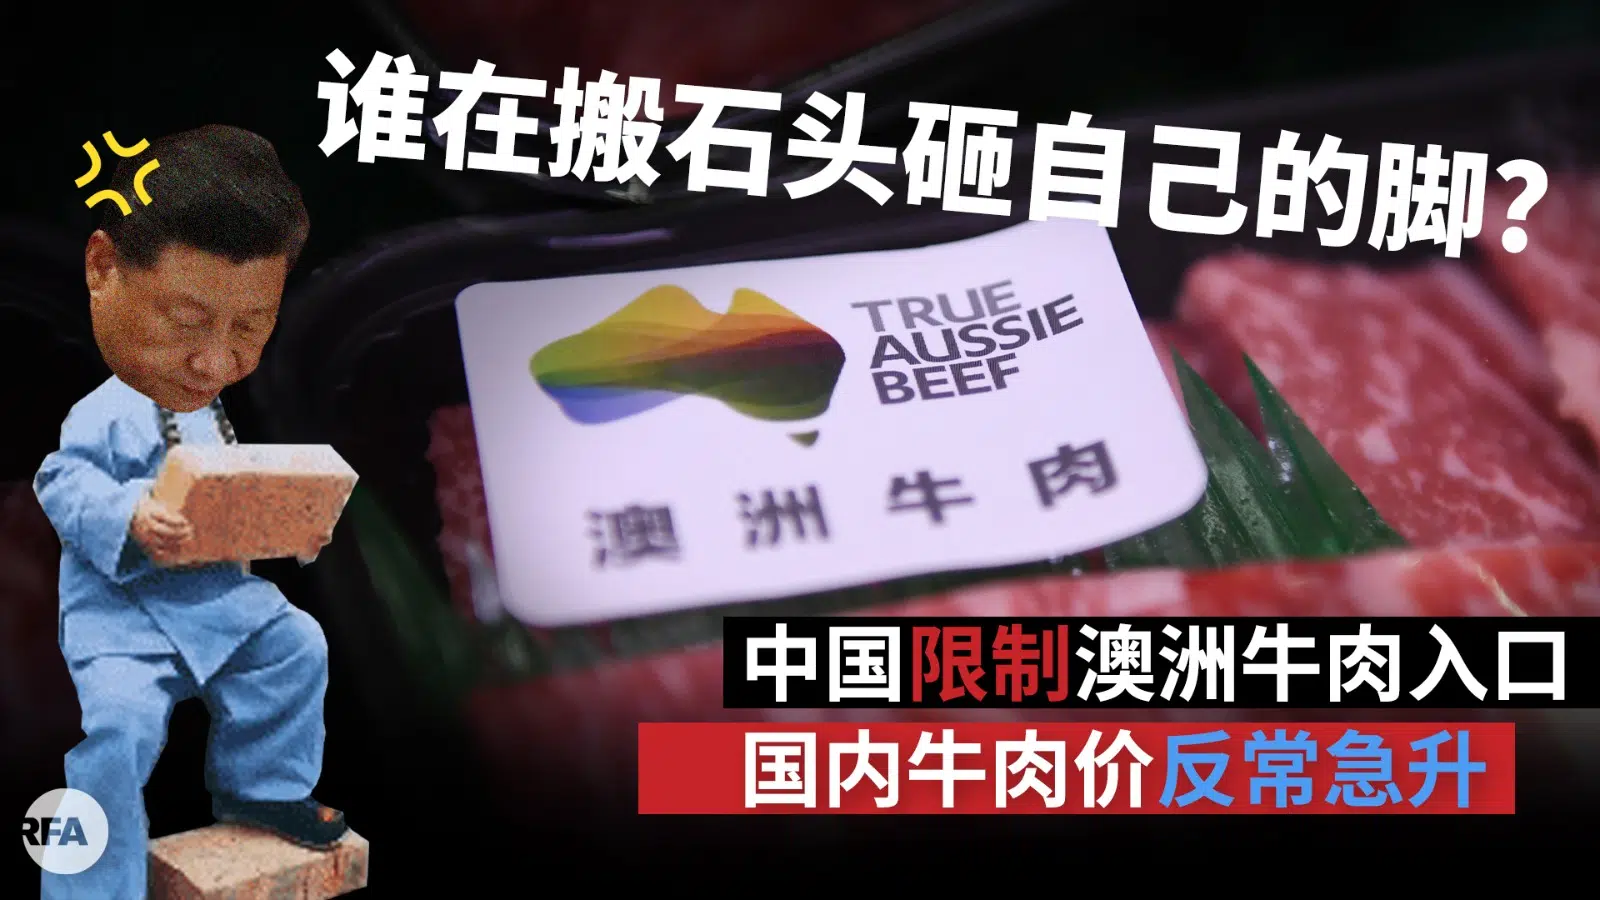 谁在搬石头砸自己的脚?
TRUE
AUSSIE
BEEF
澳洲牛肉
中国限制澳洲牛肉入口
国内牛肉价反常急升
RFA